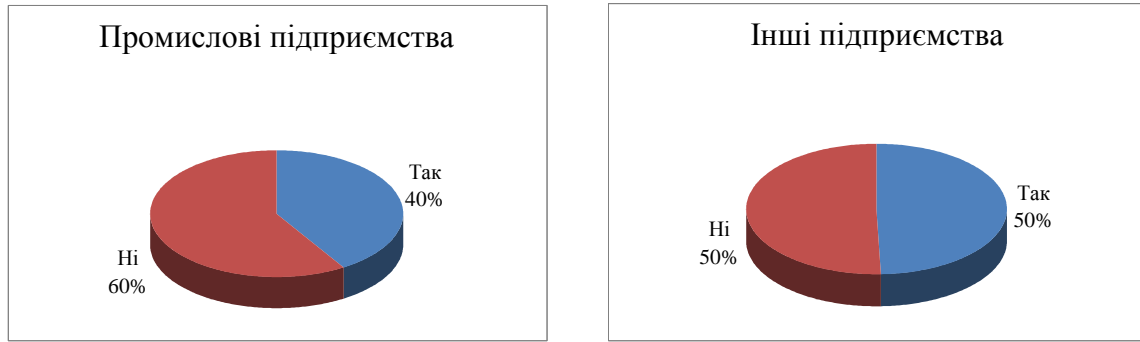 Промислові підприємства
Так
40%
Ні
60%
Інші підприємства
Так
50%
Ні
50%